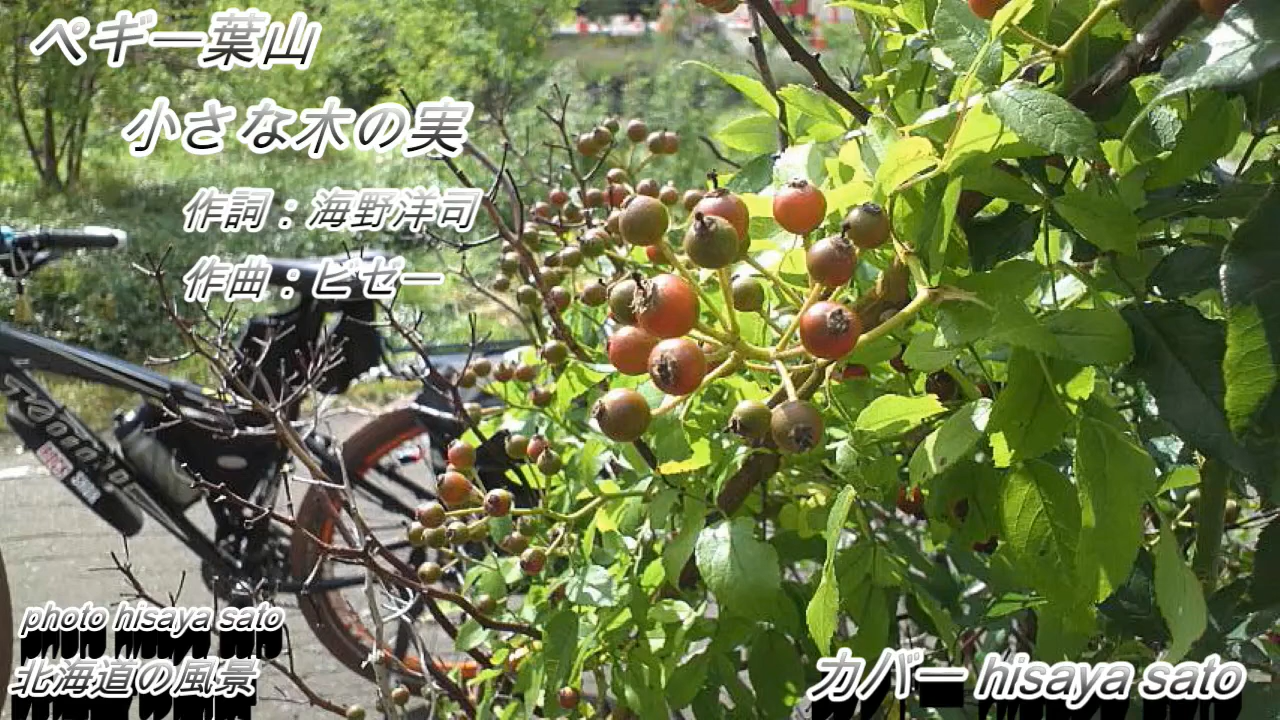 ペギー葉山
小さな木の実
作詞：海野洋司
作曲：ビゼー
photo hisaya sato
北海道の風景
カバー hisaya sato